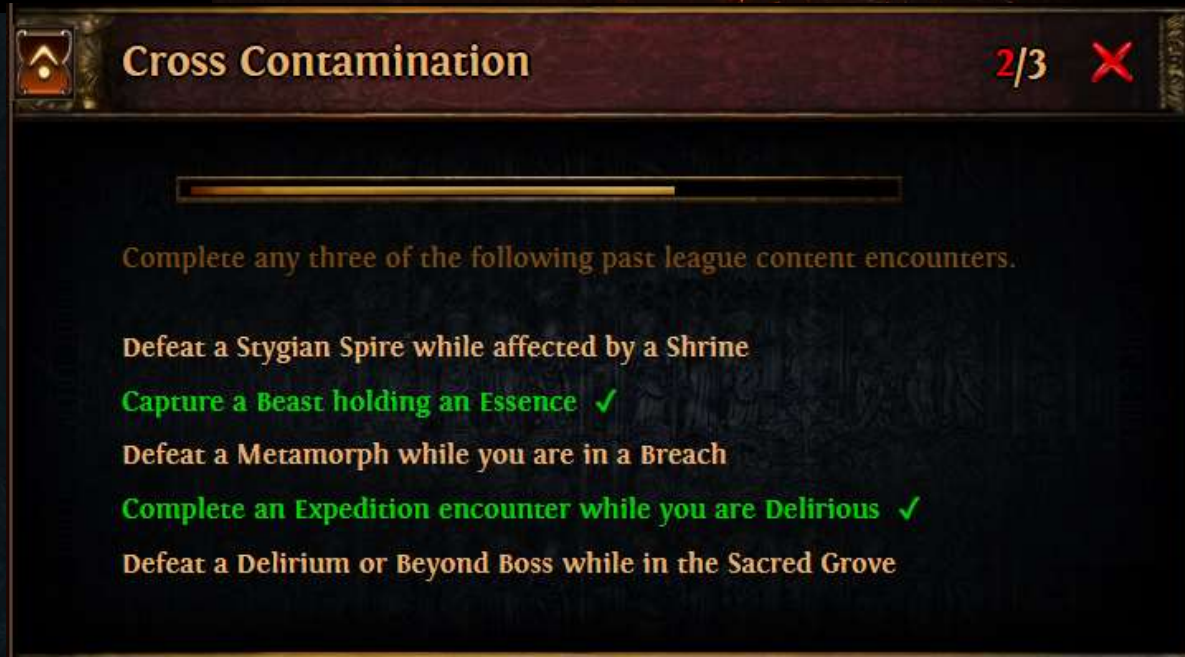 Cross Contamination 2/3
Complete any three of the following past league content encounters.
Defeat a Stygian Spire while affected by a Shrine
Capture a Beast holding an Essence ✓
Defeat a Metamorph while you are in a Breach
Complete an Expedition encounter while you are Delirious ✓
Defeat a Delirium or Beyond Boss while in the Sacred Grove